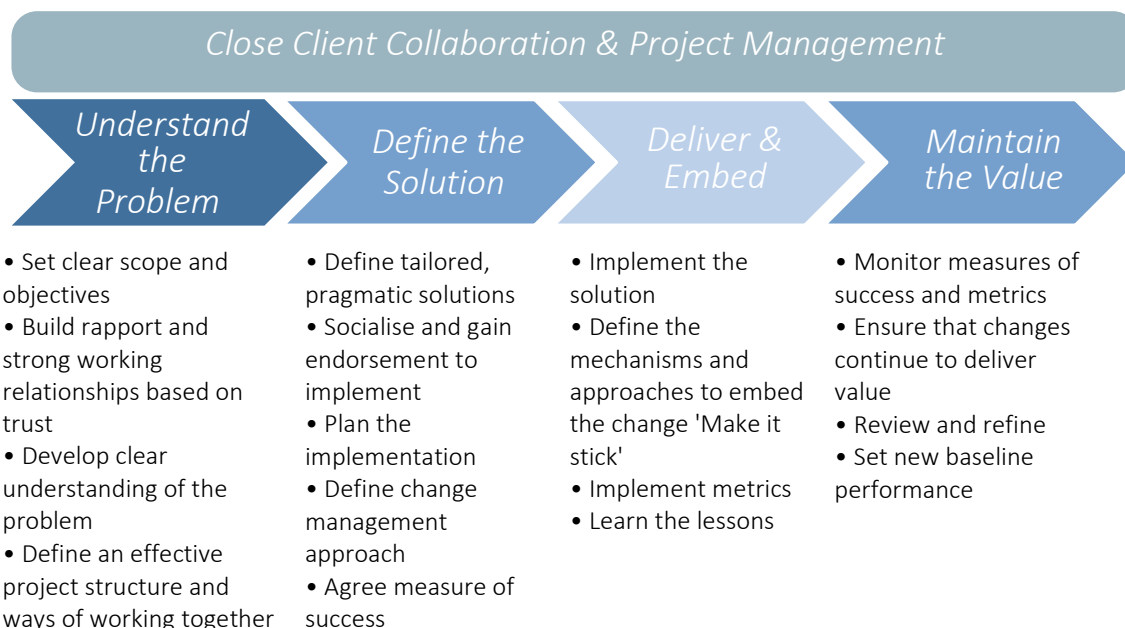 Close Client Collaboration & Project Management
Understand
the
Problem
Define the
Solution
Deliver &
Embed
Maintain
the Value
• Set clear scope and
objectives
• Build rapport and
strong working
relationships based on
trust
• Develop clear
understanding of the
problem
• Define an effective
project structure and
ways of working together
• Define tailored,
pragmatic solutions
• Socialise and gain
endorsement to
implement
• Plan the
implementation
• Define change
management
approach
• Agree measure of
success
• Implement the
solution
• Define the
mechanisms and
approaches to embed
the change 'Make it
stick'
• Implement metrics
• Learn the lessons
• Monitor measures of
success and metrics
• Ensure that changes
continue to deliver
value
• Review and refine
• Set new baseline
performance